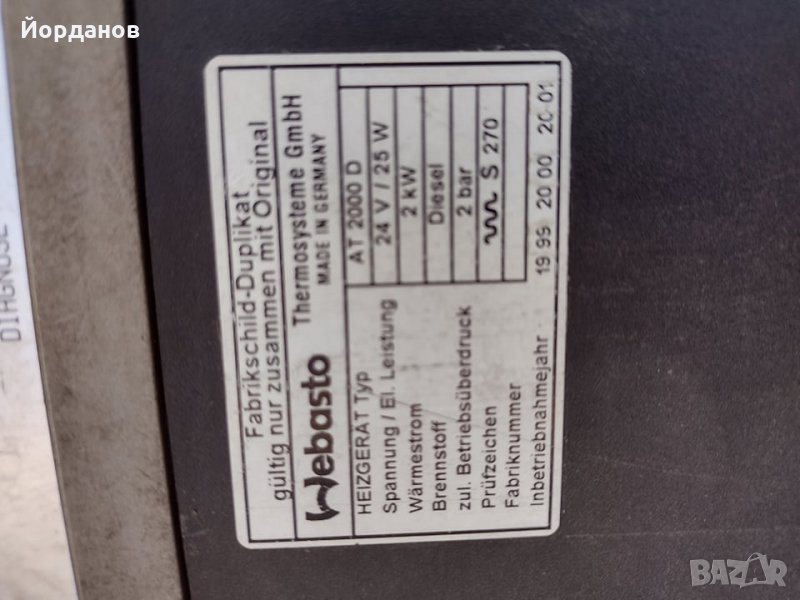 Йорданов
Fabrikschild-Duplikat
gültig nur zusammen mit Original
Webasto Thermosysteme GmbH
MADE IN GERMANY
HEIZGERÄT Typ AT 2000 D
Spannung / El. Leistung 24 V / 25 W
Wärmestrom 2 kW
Brennstoff Diesel
zul. Betriebsüberdruck 2 bar
Prüfzeichen S 270
Fabriknummer
Inbetriebnahmejahr 19 99 20 00 20 01
DIAGNOSE
BAZAR